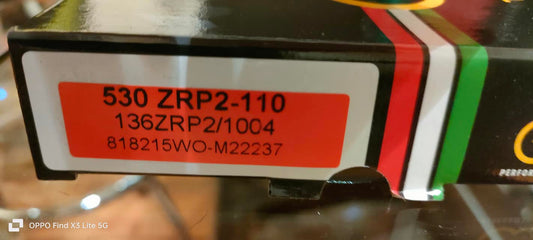 530 ZRP2-110
136ZRP2/1004
818215WO-M22237
OPPO Find X3 Lite 5G